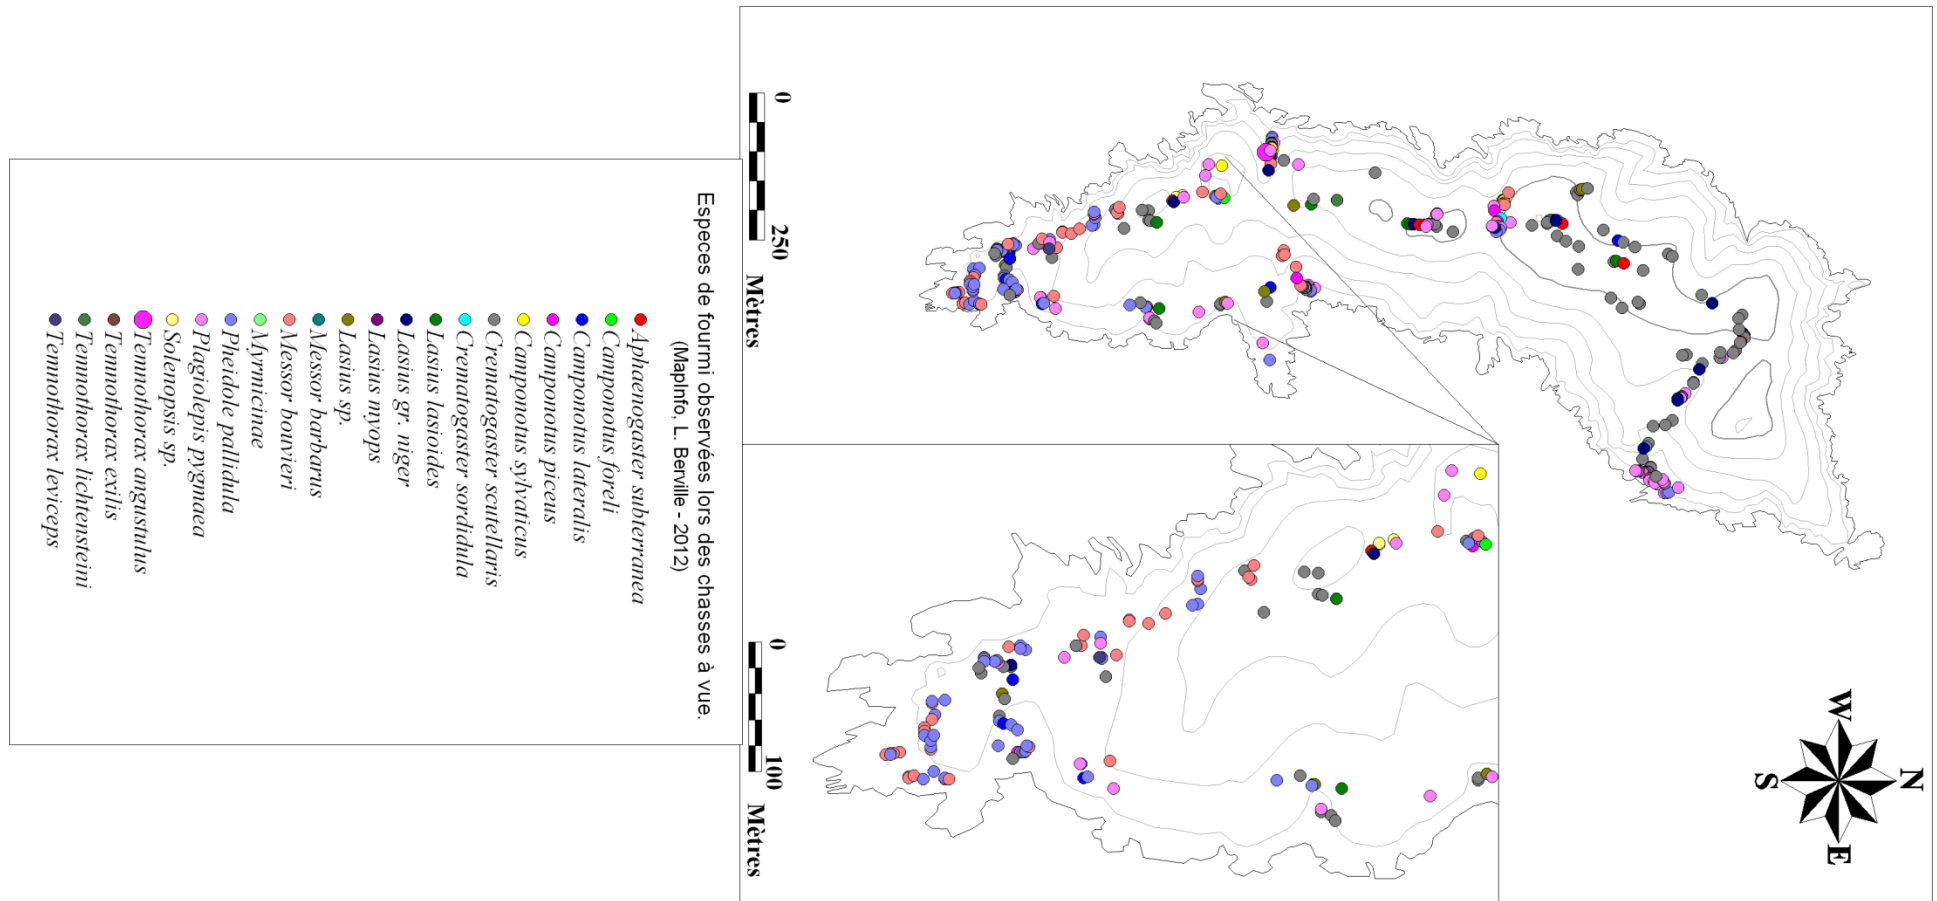 Especes de fourmi observées lors des chasses à vue.
(MapInfo, L. Berville - 2012)
Aphaenogaster subterranea
Camponotus foreli
Camponotus lateralis
Camponotus piceus
Camponotus sylvaticus
Crematogaster scutellaris
Crematogaster sordidula
Lasius lasioides
Lasius gr. niger
Lasius myops
Lasius sp.
Messor barbarus
Messor bouvieri
Myrmicinae
Pheidole pallidula
Plagiolepis pygmaea
Solenopsis sp.
Temnothorax angustulus
Temnothorax exilis
Temnothorax lichtensteini
Temnothorax leviceps
0 250
Mètres
0 100
Mètres
N
W
E
S